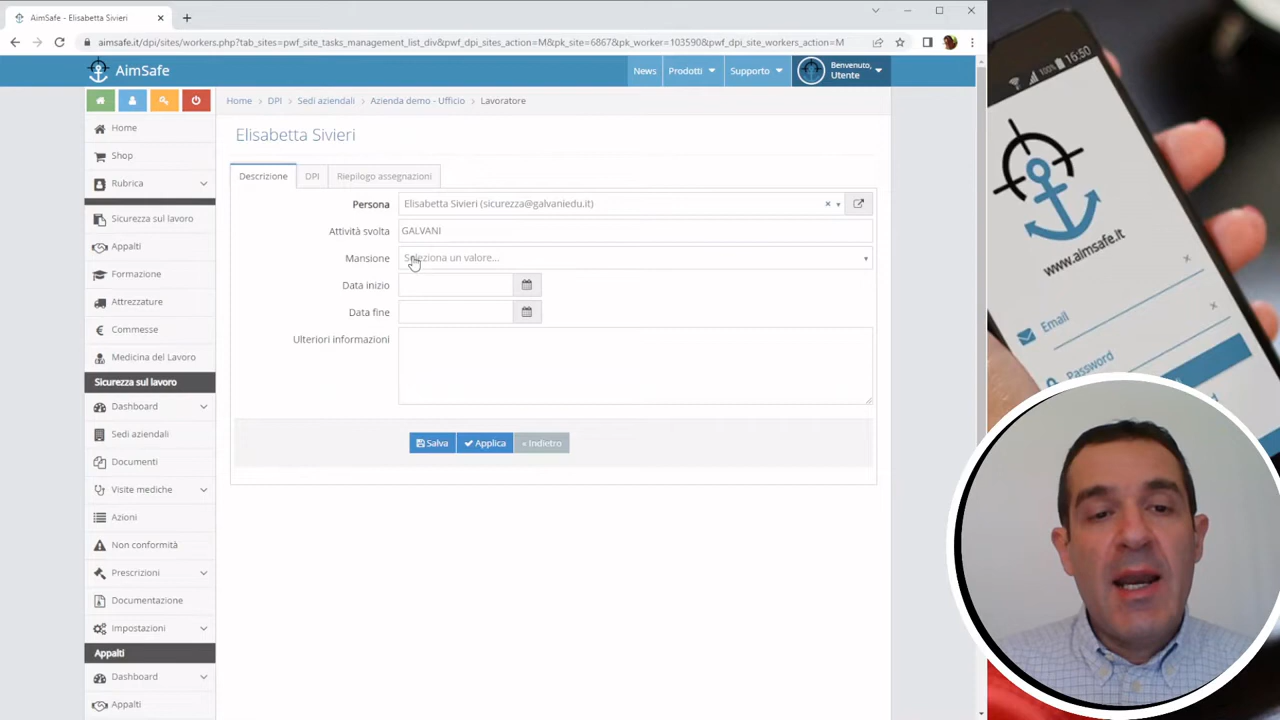 AimSafe - Elisabetta Sivieri
aimsafe.it/dpi/sites/workers.php?tab_sites=pwf_site_tasks_management_list_div&pwf_dpi_sites_action=M&pk_site=6867&pk_worker=103590&pwf_dpi_site_workers_action=M
AimSafe
News
Prodotti
Supporto
Benvenuto,
Utente
Home > DPI > Sedi aziendali > Azienda demo - Ufficio > Lavoratore
Home
Shop
Rubrica
Sicurezza sul lavoro
Appalti
Formazione
Attrezzature
€ Commesse
Medicina del Lavoro
Sicurezza sul lavoro
Dashboard
Sedi aziendali
Documenti
Visite mediche
Azioni
Non conformità
Prescrizioni
Documentazione
Impostazioni
Appalti
Dashboard
Appalti
Elisabetta Sivieri
Descrizione
DPI
Riepilogo assegnazioni
Persona
Elisabetta Sivieri (sicurezza@galvaniedu.it)
Attività svolta
GALVANI
Mansione
Seleziona un valore...
Data inizio
Data fine
Ulteriori informazioni
Salva
Applica
« Indietro
100% 16:50
www.aimsafe.it
Email
Password